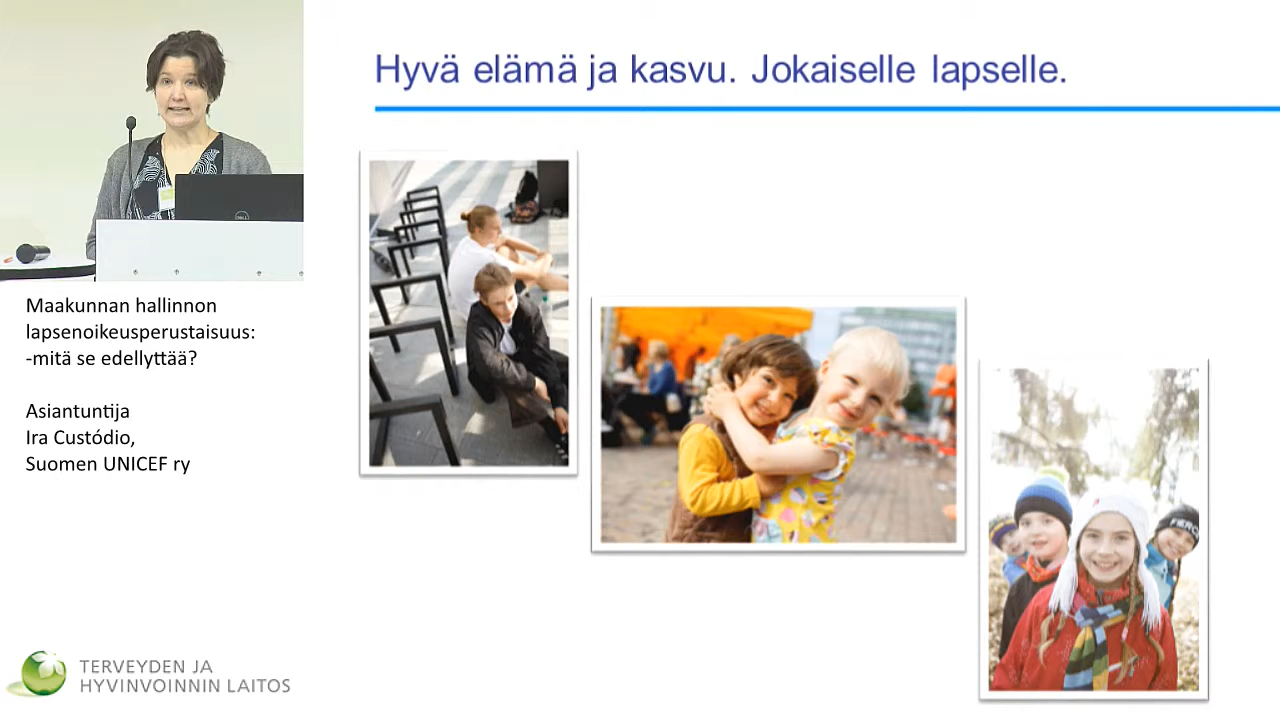 Hyvä elämä ja kasvu. Jokaiselle lapselle.
Maakunnan hallinnon
lapsenoikeusperustaisuus:
-mitä se edellyttää?
Asiantuntija
Ira Custódio,
Suomen UNICEF ry
TERVEYDEN JA
HYVINVOINNIN LAITOS
DELL